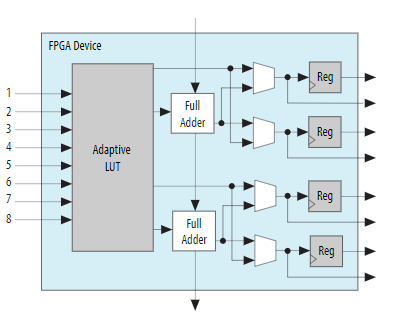 FPGA Device
1
2
3
4
5
6
7
8
Adaptive
LUT
Full
Adder
Full
Adder
Reg
Reg
Reg
Reg